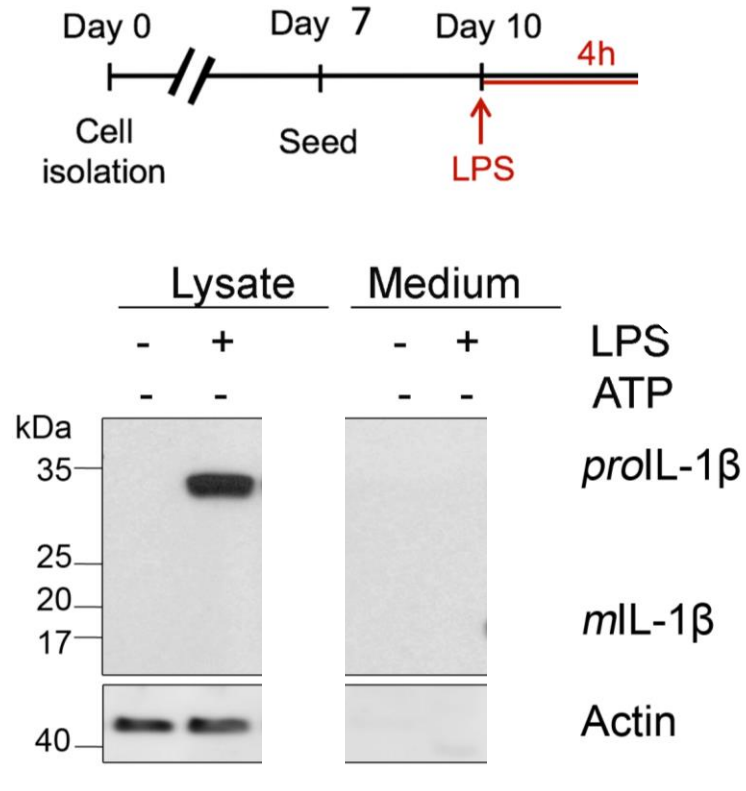 Day 0 Day 7 Day 10
4h
Cell
isolation
Seed
LPS
Lysate Medium
- + - + LPS
- - - - ATP
kDa
35
proIL-1β
25
20
mIL-1β
17
Actin
40